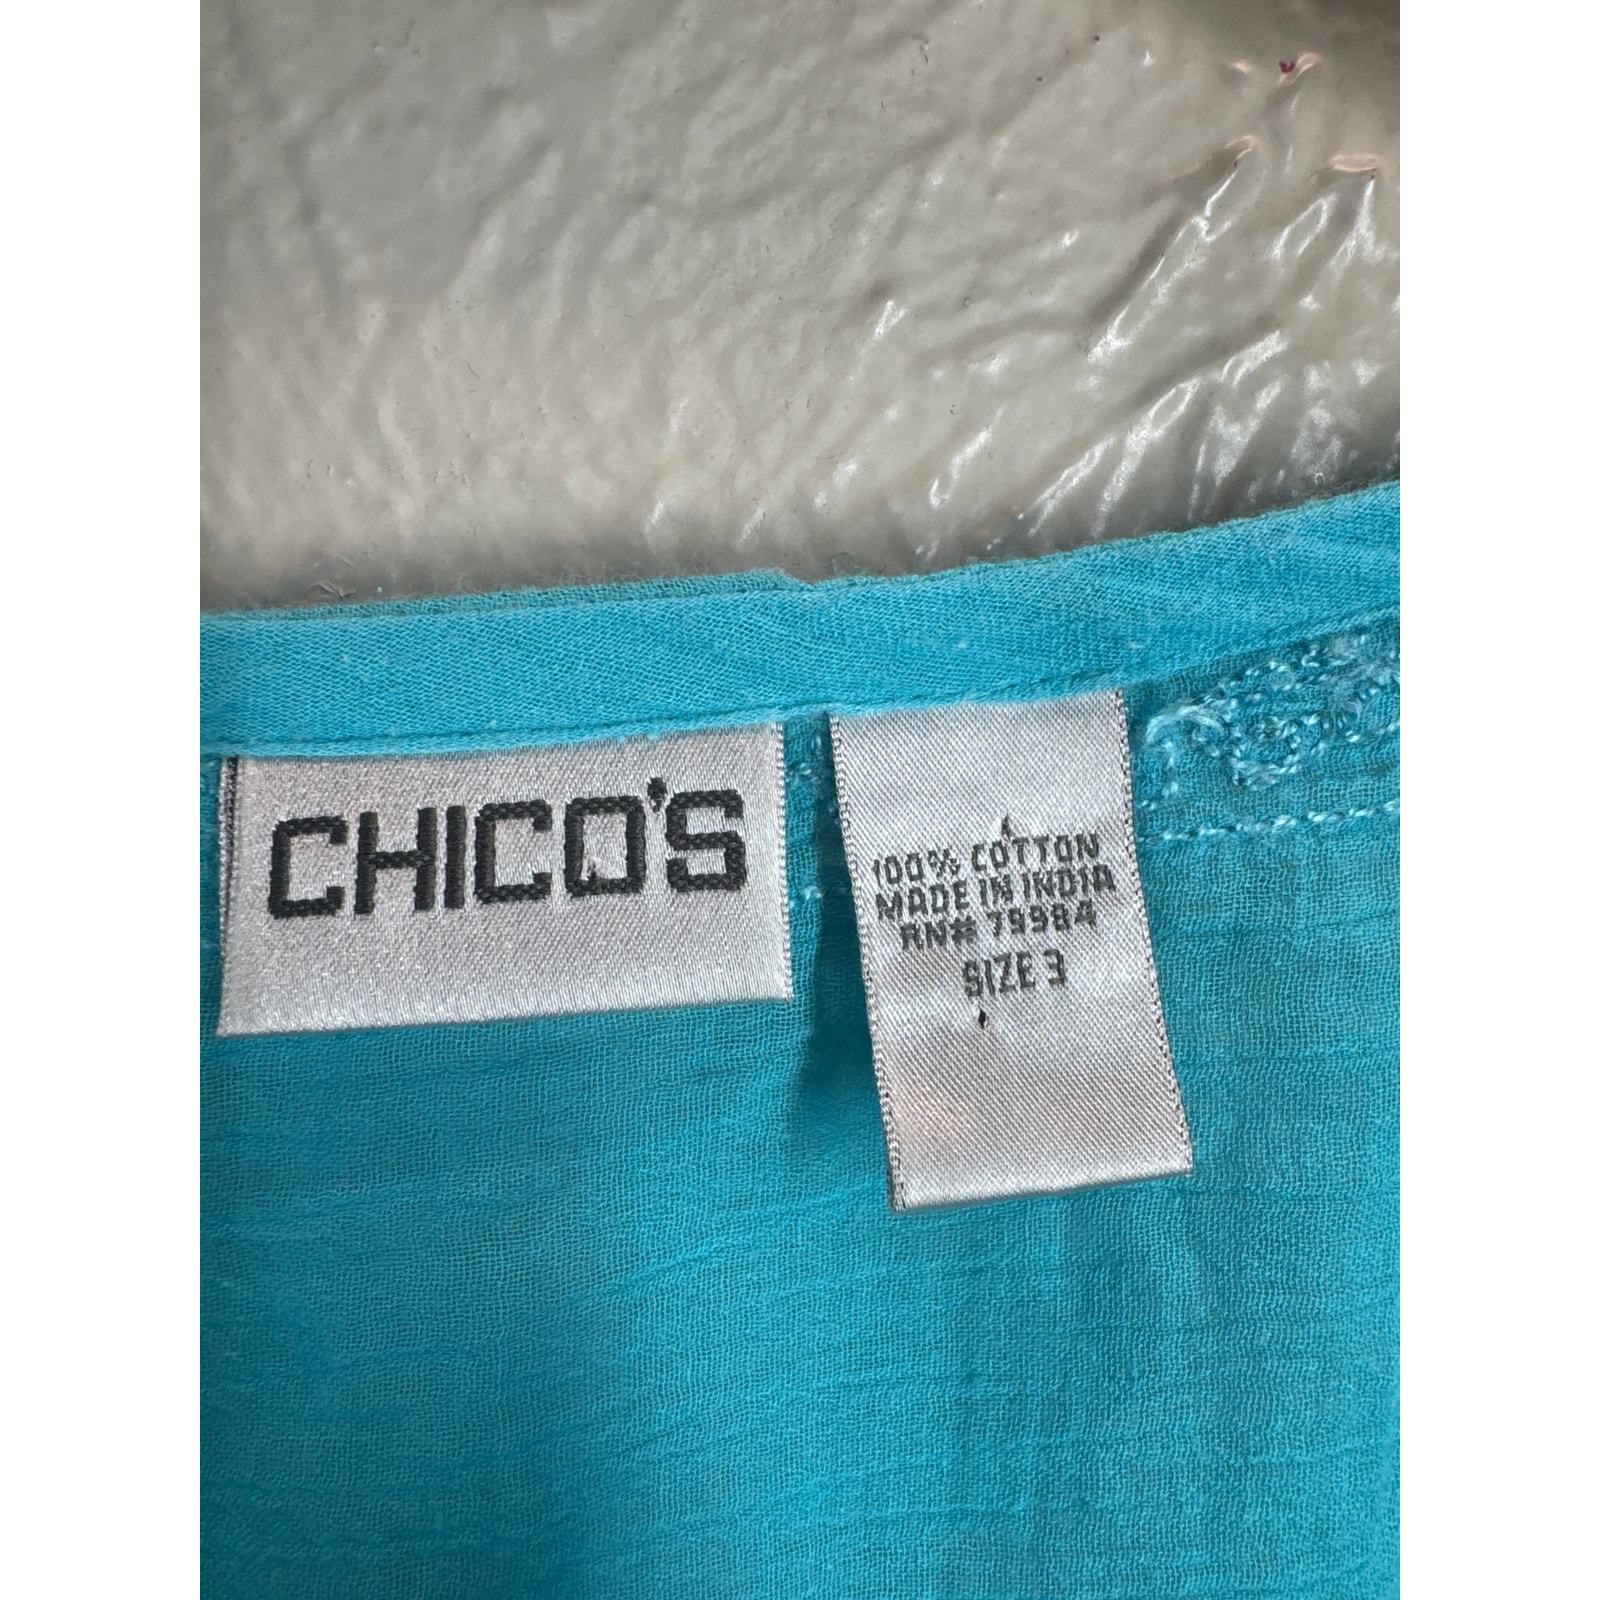 CHICO'S
100% COTTON
MADE IN INDIA
RN# 79984
SIZE 3